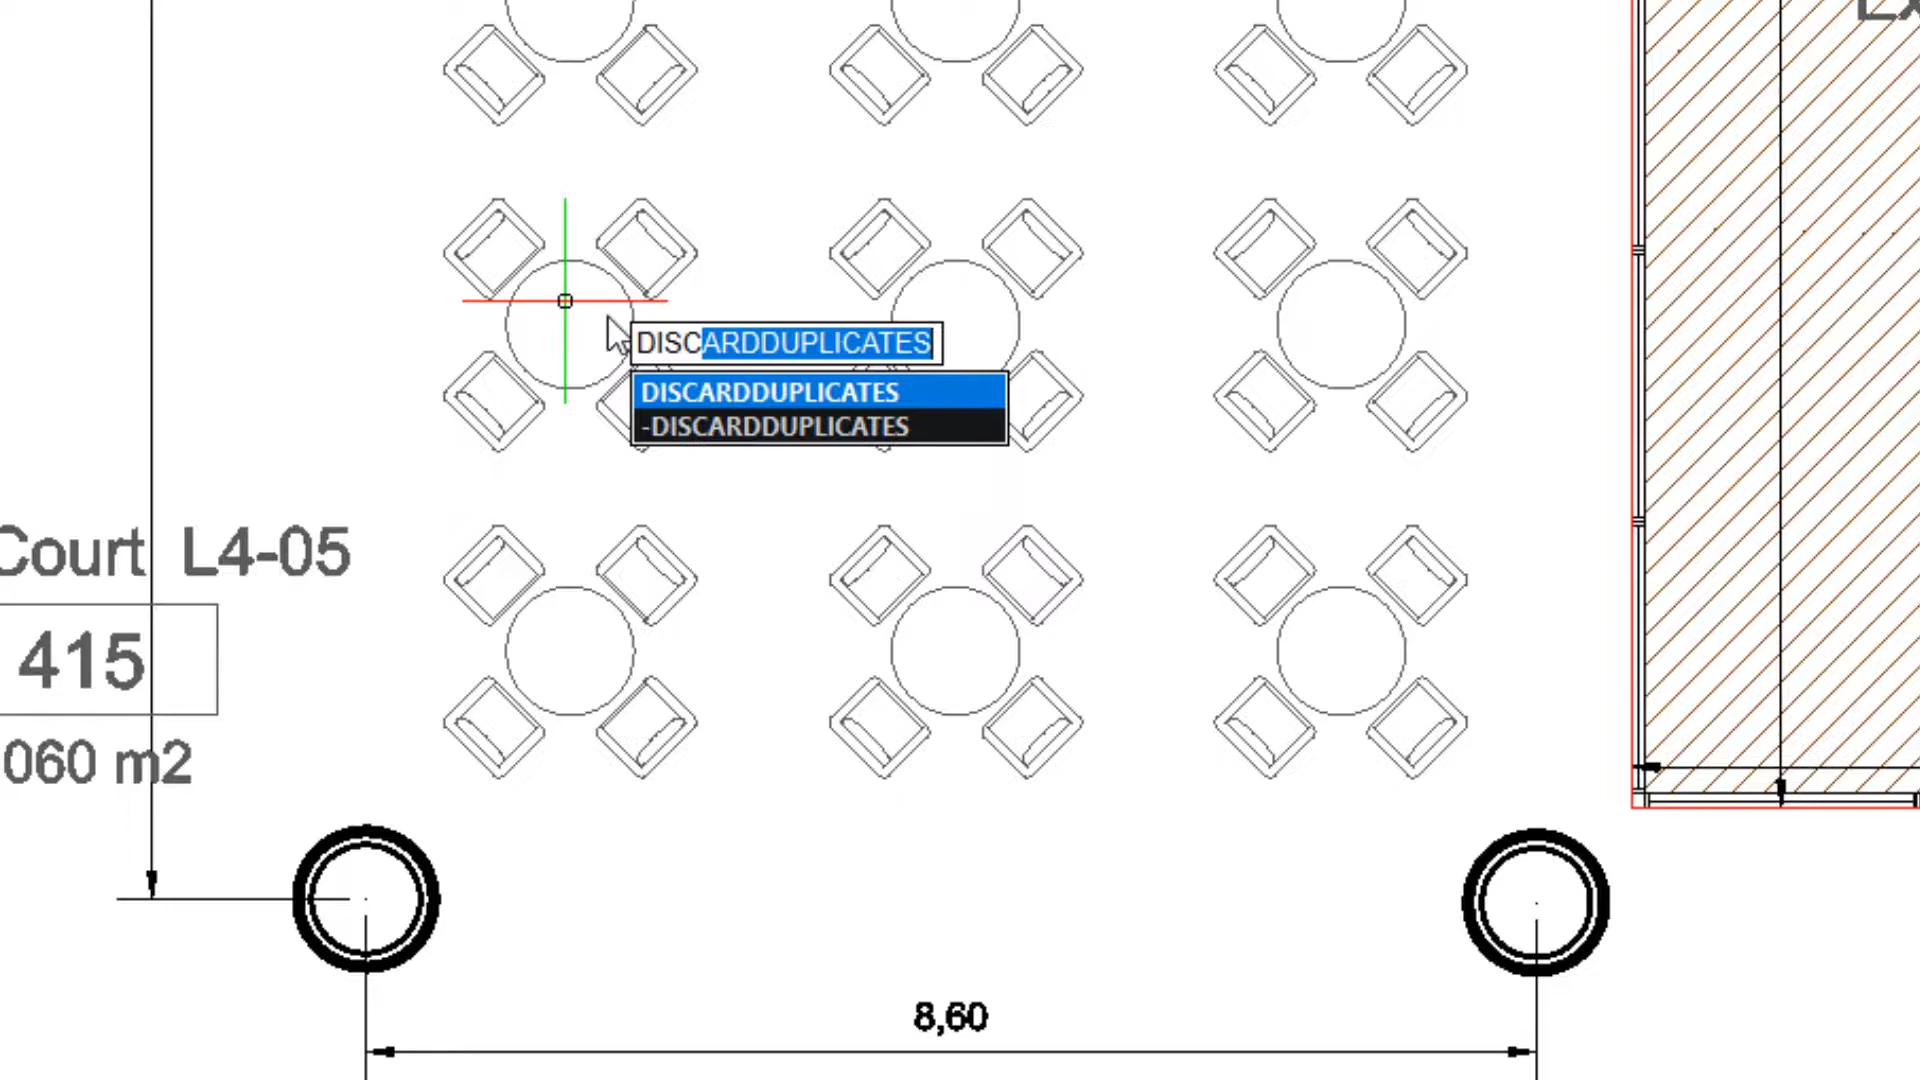 DISCARDDUPLICATES
DISCARDDUPLICATES
-DISCARDDUPLICATES
Court L4-05
415
060 m2
8,60